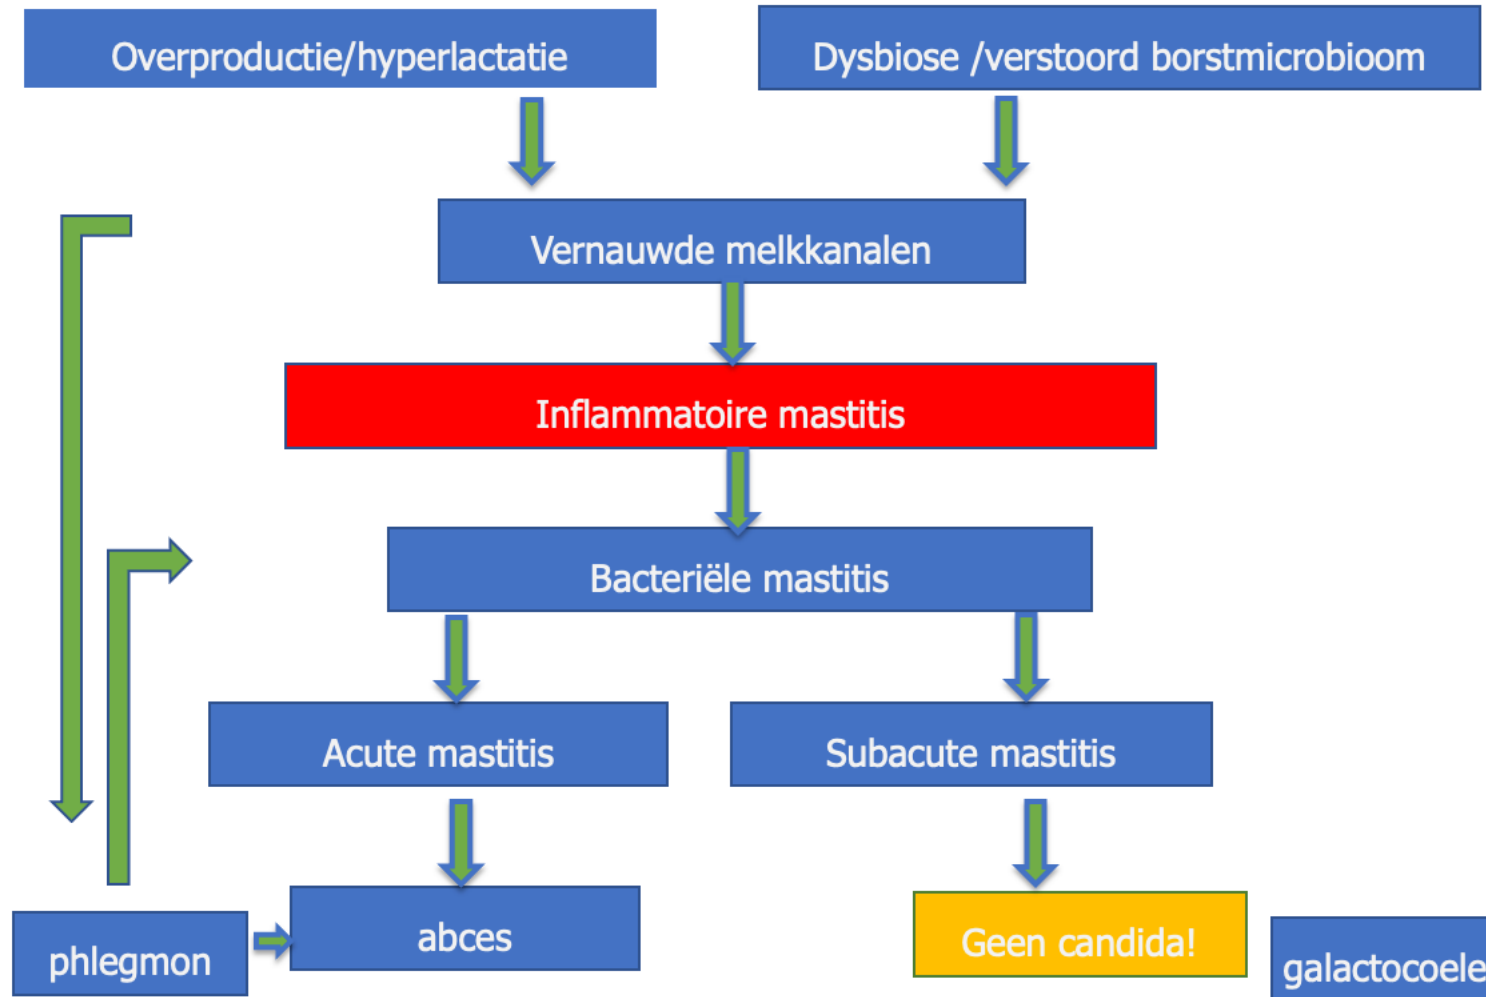 Overproductie/hyperlactatie
Dysbiose /verstoord borstmicrobioom
Vernauwde melkkanalen
Inflammatoire mastitis
Bacteriële mastitis
Acute mastitis
Subacute mastitis
abces
Geen candida!
phlegmon
galactocoele